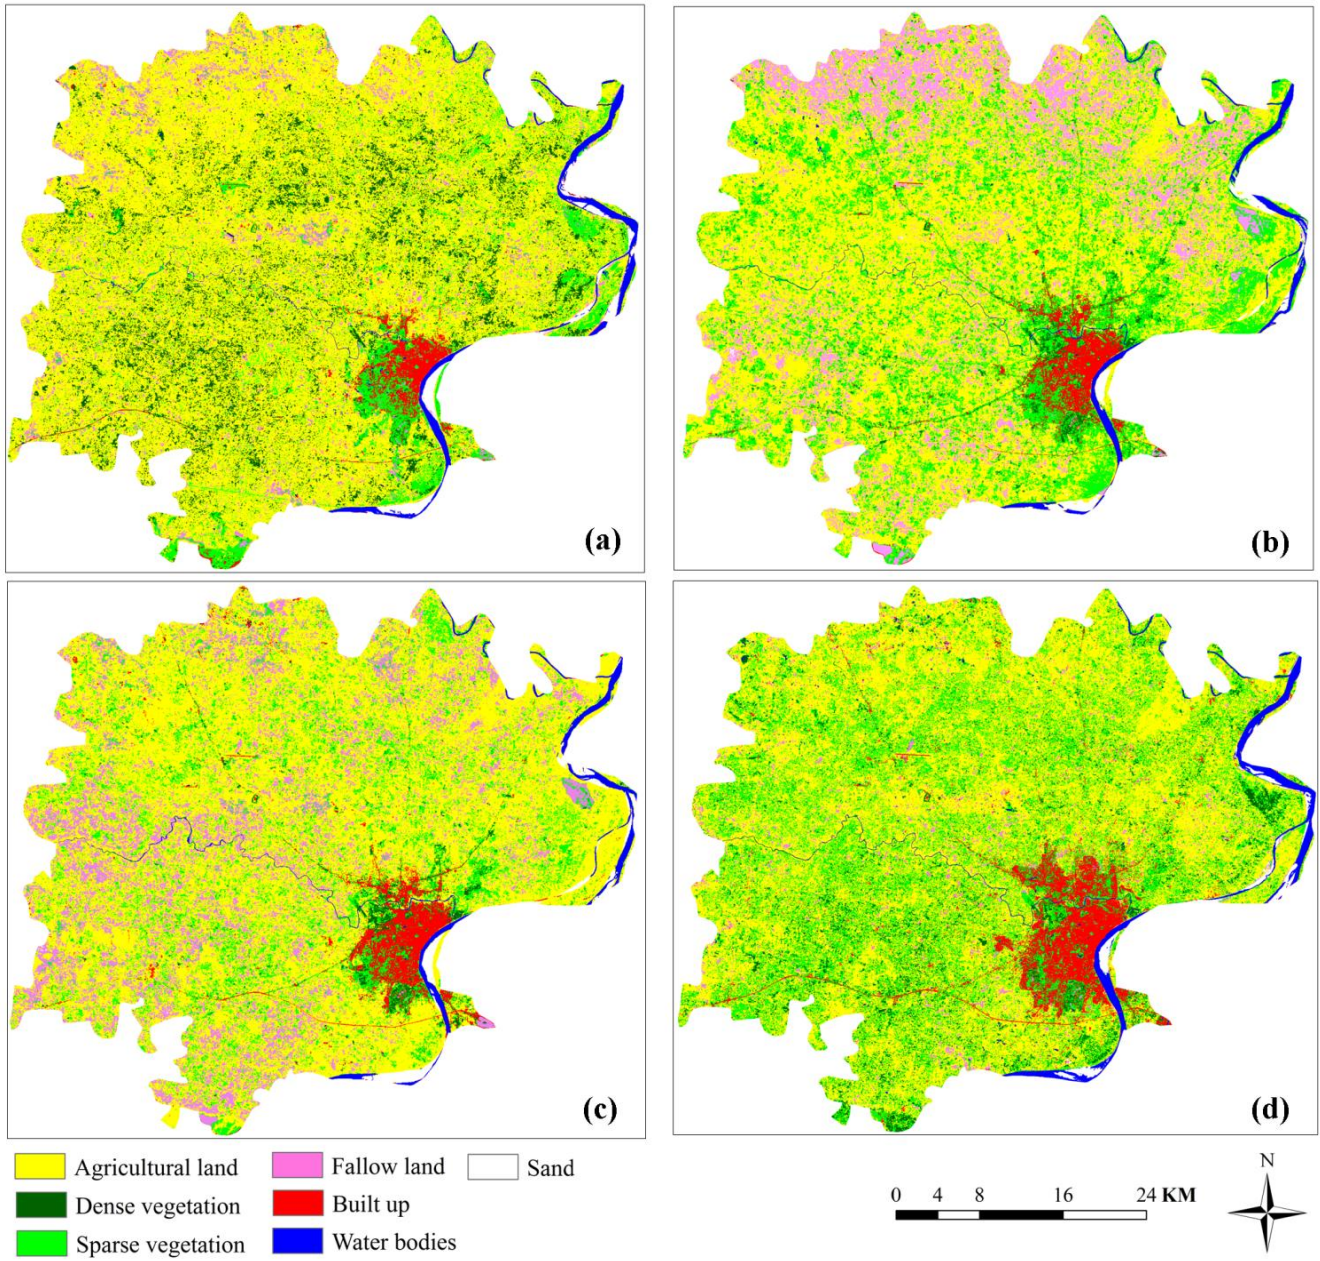 (a)
(b)
(c)
(d)
Agricultural land
Fallow land
Sand
Dense vegetation
Built up
Sparse vegetation
Water bodies
0 4 8 16 24 KM
N